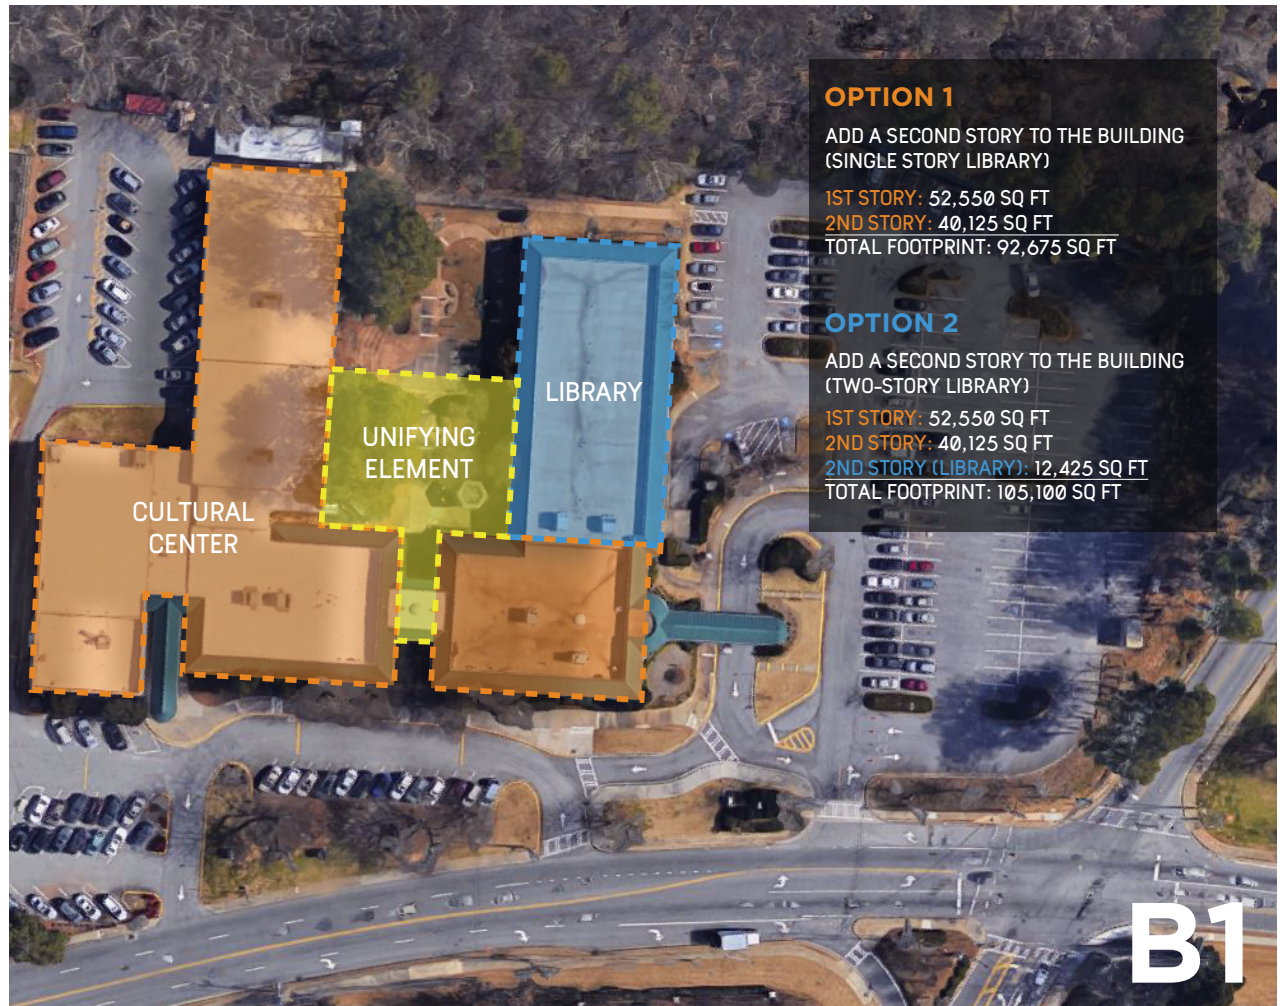 OPTION 1
ADD A SECOND STORY TO THE BUILDING
(SINGLE STORY LIBRARY)
1ST STORY: 52,550 SQ FT
2ND STORY: 40,125 SQ FT
TOTAL FOOTPRINT: 92,675 SQ FT
OPTION 2
ADD A SECOND STORY TO THE BUILDING
(TWO-STORY LIBRARY)
1ST STORY: 52,550 SQ FT
2ND STORY: 40,125 SQ FT
2ND STORY (LIBRARY): 12,425 SQ FT
TOTAL FOOTPRINT: 105,100 SQ FT
LIBRARY
UNIFYING
ELEMENT
CULTURAL
CENTER
B1